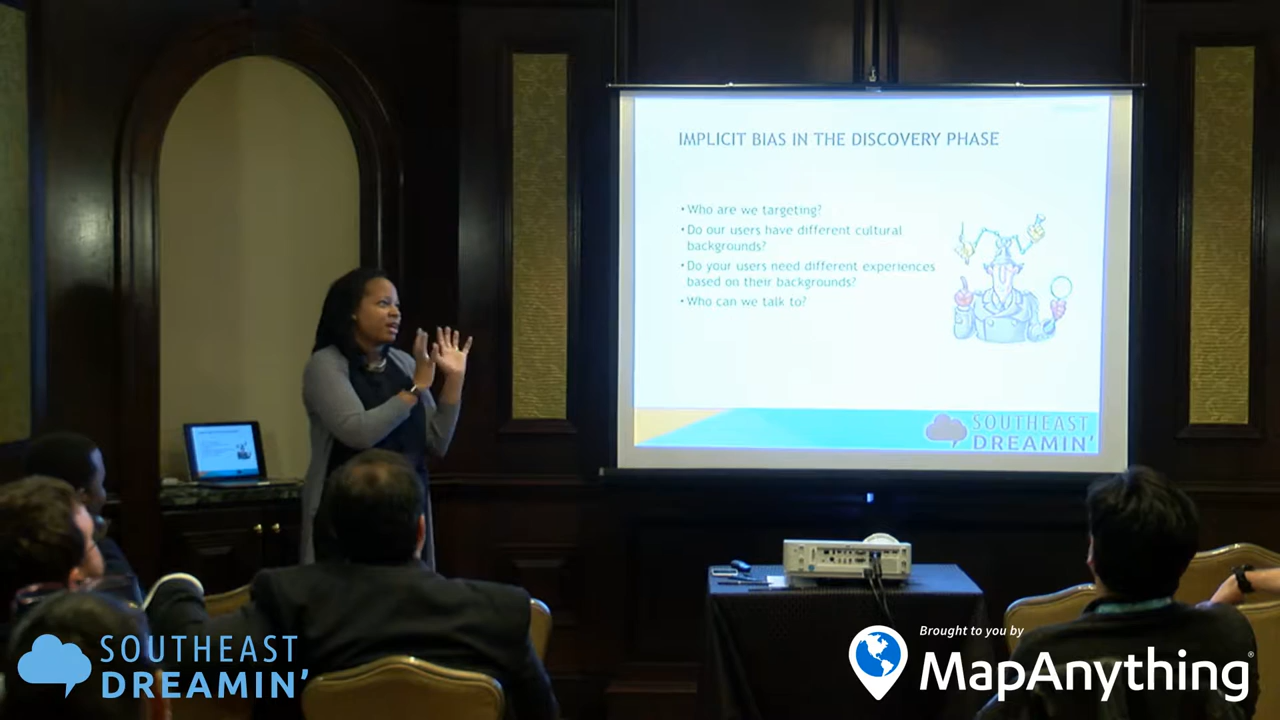 IMPLICIT BIAS IN THE DISCOVERY PHASE
• Who are we targeting?
• Do our users have different cultural
backgrounds?
• Do your users need different experiences
based on their backgrounds?
• Who can we talk to?
SOUTHEAST
DREAMIN'
SOUTHEAST
DREAMIN'
Brought to you by
MapAnything®